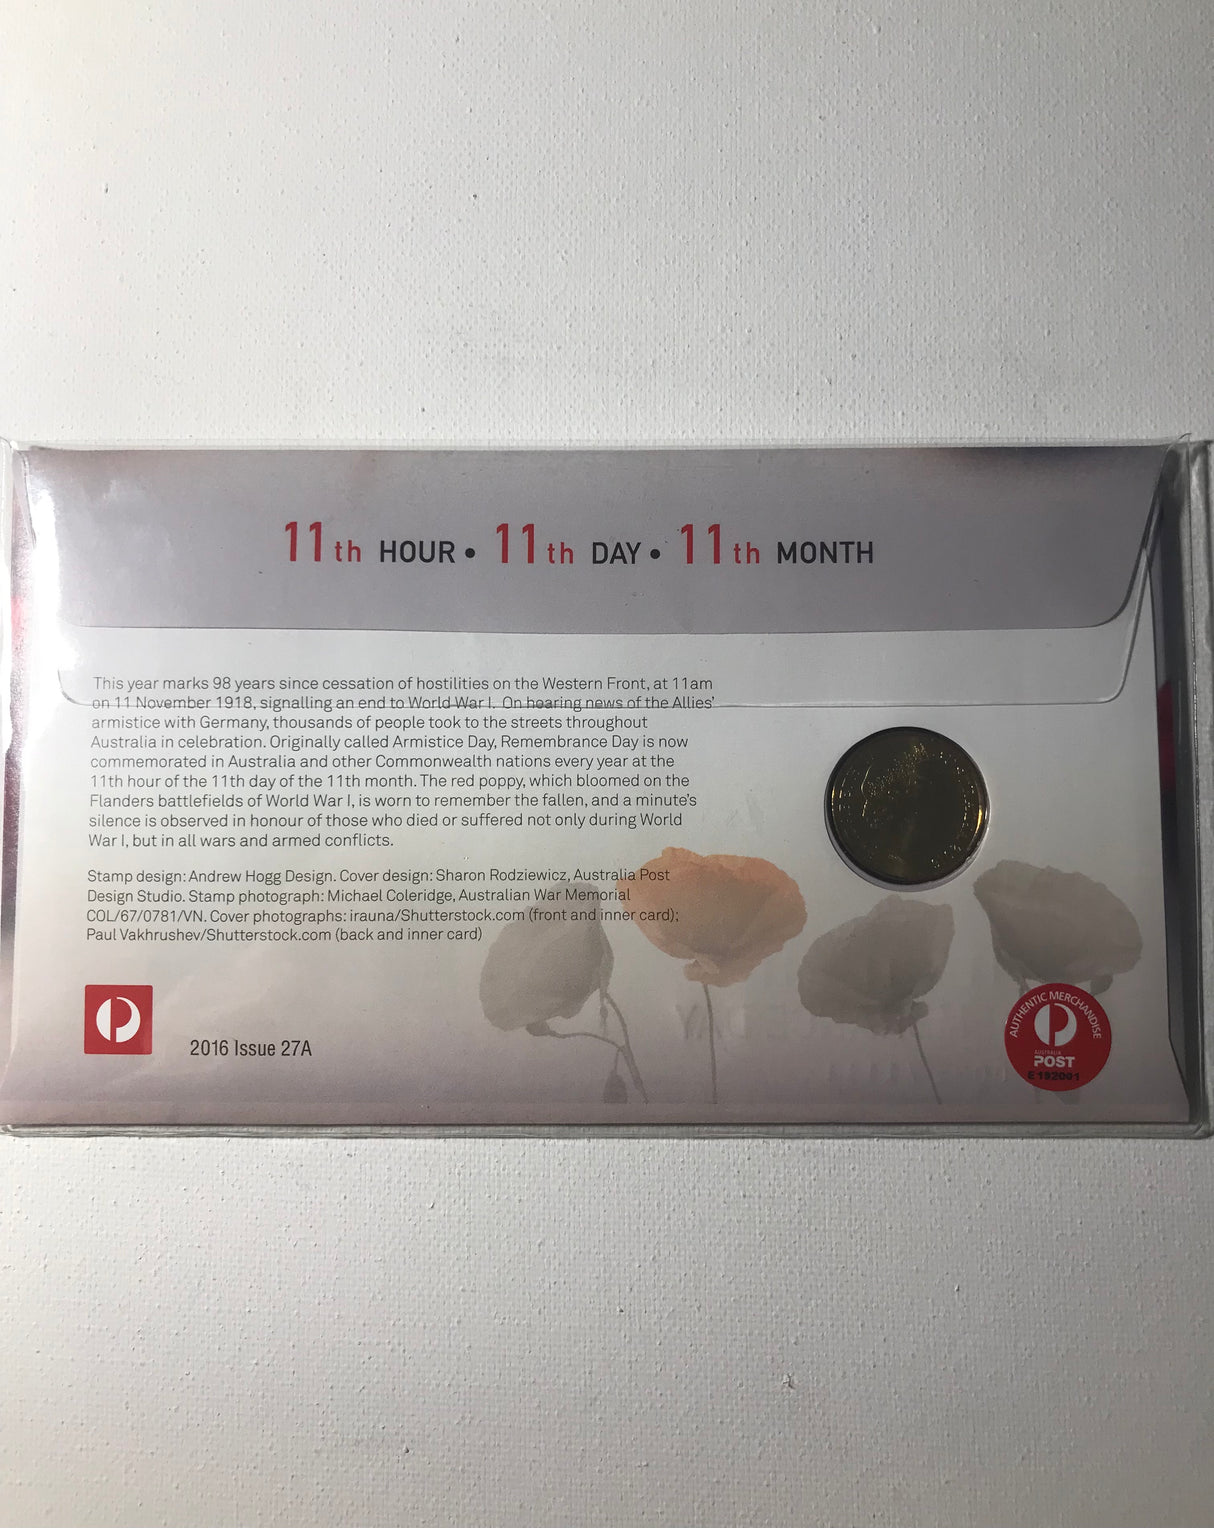 11th HOUR • 11th DAY • 11th MONTH
This year marks 98 years since cessation of hostilities on the Western Front, at 11am
on 11 November 1918, signalling an end to World War I. On hearing news of the Allies'
armistice with Germany, thousands of people took to the streets throughout
Australia in celebration. Originally called Armistice Day, Remembrance Day is now
commemorated in Australia and other Commonwealth nations every year at the
11th hour of the 11th day of the 11th month. The red poppy, which bloomed on the
Flanders battlefields of World War I, is worn to remember the fallen, and a minute's
silence is observed in honour of those who died or suffered not only during World
War I, but in all wars and armed conflicts.
Stamp design: Andrew Hogg Design. Cover design: Sharon Rodziewicz, Australia Post
Design Studio. Stamp photograph: Michael Coleridge, Australian War Memorial
COL/67/0781/VN. Cover photographs: irauna/Shutterstock.com (front and inner card);
Paul Vakhrushev/Shutterstock.com (back and inner card)
2016 Issue 27A
AUTHENTIC MERCHANDISE
AUSTRALIA
POST
E192001